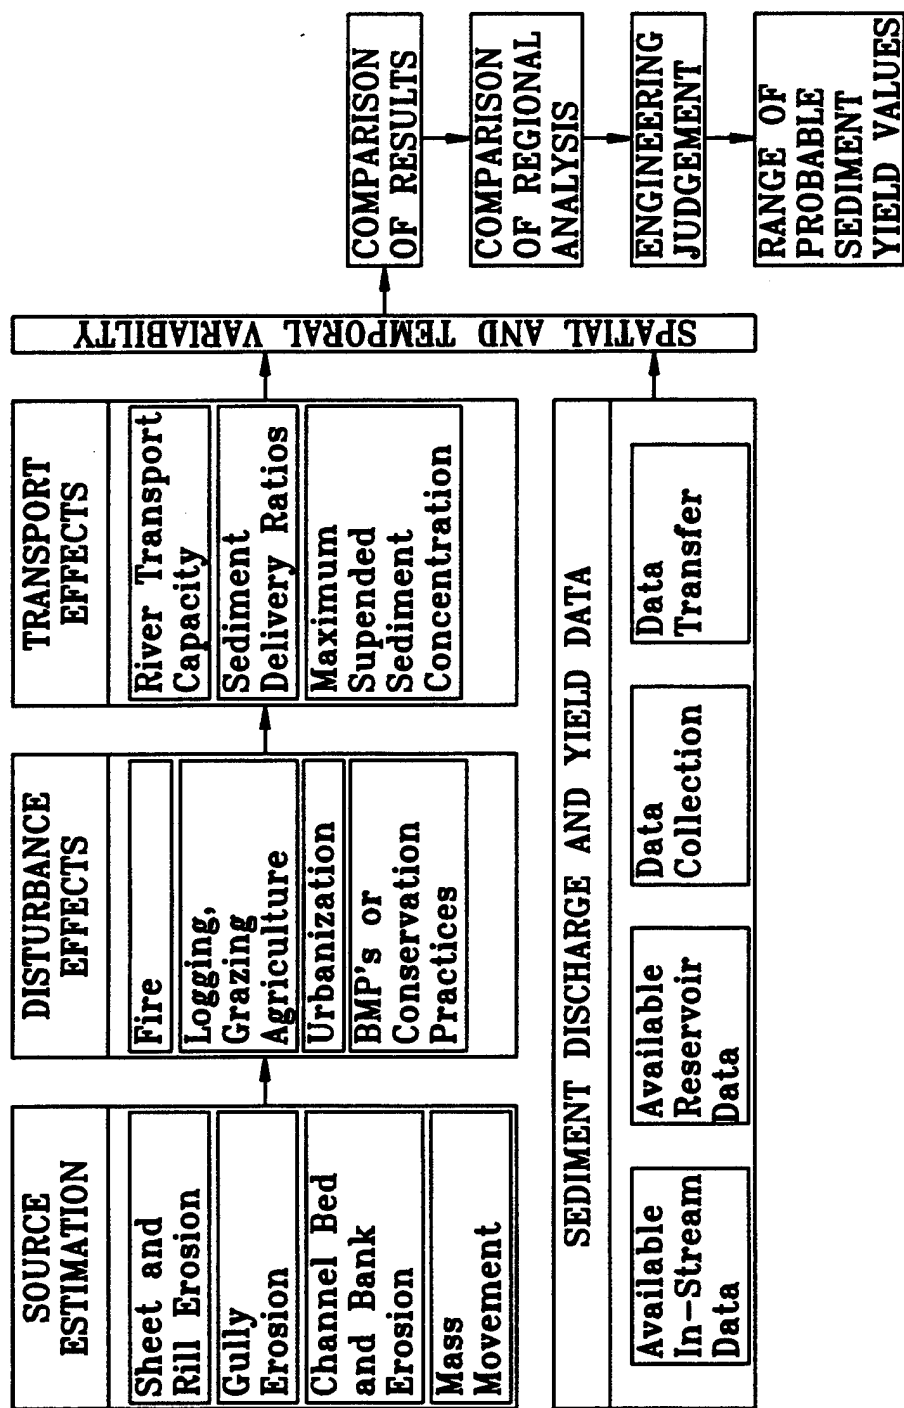 SOURCE
ESTIMATION
Sheet and
Rill Erosion
Gully
Erosion
Channel Bed
and Bank
Erosion
Mass
Movement
DISTURBANCE
EFFECTS
Fire
Logging,
Grazing
Agriculture
Urbanization
BMP's or
Conservation
Practices
TRANSPORT
EFFECTS
River Transport
Capacity
Sediment
Delivery Ratios
Maximum
Supended
Sediment
Concentration
SEDIMENT DISCHARGE AND YIELD DATA
Available
In-Stream
Data
Available
Reservoir
Data
Data
Collection
Data
Transfer
SPATIAL AND TEMPORAL VARIABILTY
COMPARISON
OF RESULTS
COMPARISON
OF REGIONAL
ANALYSIS
ENGINEERING
JUDGEMENT
RANGE OF
PROBABLE
SEDIMENT
YIELD VALUES